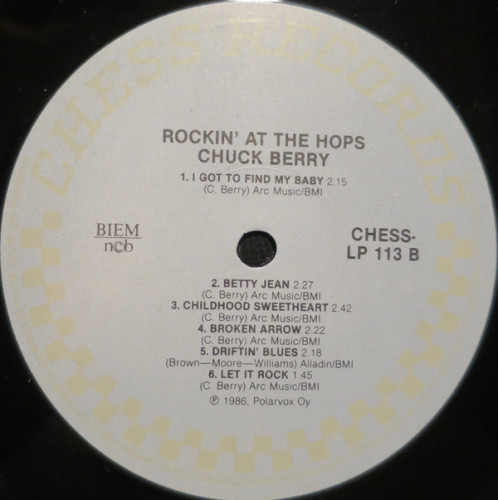 CHESS RECORDS
ROCKIN' AT THE HOPS
CHUCK BERRY
1. I GOT TO FIND MY BABY 2.15
(C. Berry) Arc Music/BMI
BIEM
ncb
CHESS-
LP 113 B
2. BETTY JEAN 2.27
(C. Berry) Arc Music/BMI
3. CHILDHOOD SWEETHEART 2.42
(C. Berry) Arc Music/BMI
4. BROKEN ARROW 2.22
(C. Berry) Arc Music/BMI
5. DRIFTIN' BLUES 2.18
(Brown—Moore—Williams) Alladin/BMI
6. LET IT ROCK 1.45
(C. Berry) Arc Music/BMI
℗ 1986, Polarvox Oy